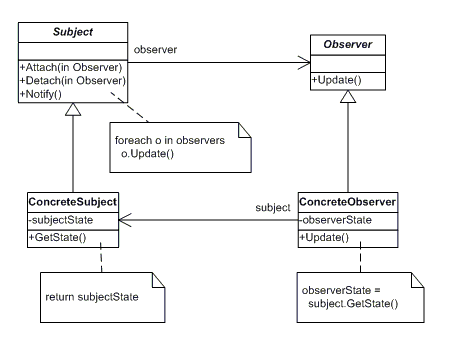 Subject
observer
Observer
+Attach(in Observer)
+Detach(in Observer)
+Notify()
+Update()
foreach o in observers
o.Update()
ConcreteSubject
-subjectState
+GetState()
subject
ConcreteObserver
-observerState
+Update()
return subjectState
observerState =
subject.GetState()